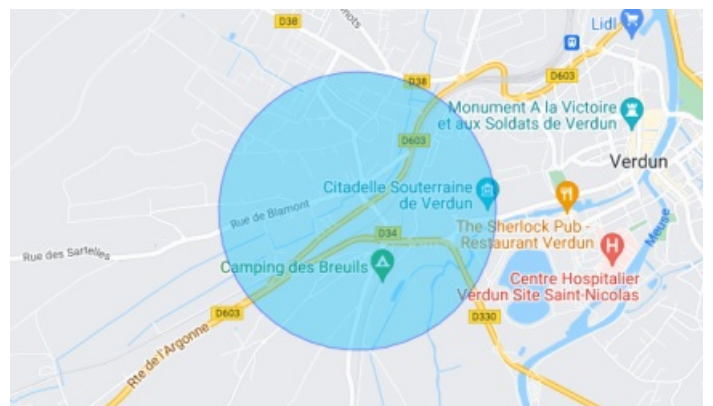 D38
Lidl
D603
D38
Monument A la Victoire
et aux Soldats de Verdun
D603
Verdun
Citadelle Souterraine
de Verdun
Rue de Blamont
The Sherlock Pub -
Restaurant Verdun
Meuse
D34
Rue des Sartelles
Camping des Breuils
Centre Hospitalier
Verdun Site Saint-Nicolas
D603
D330
Rte de l'Argonne